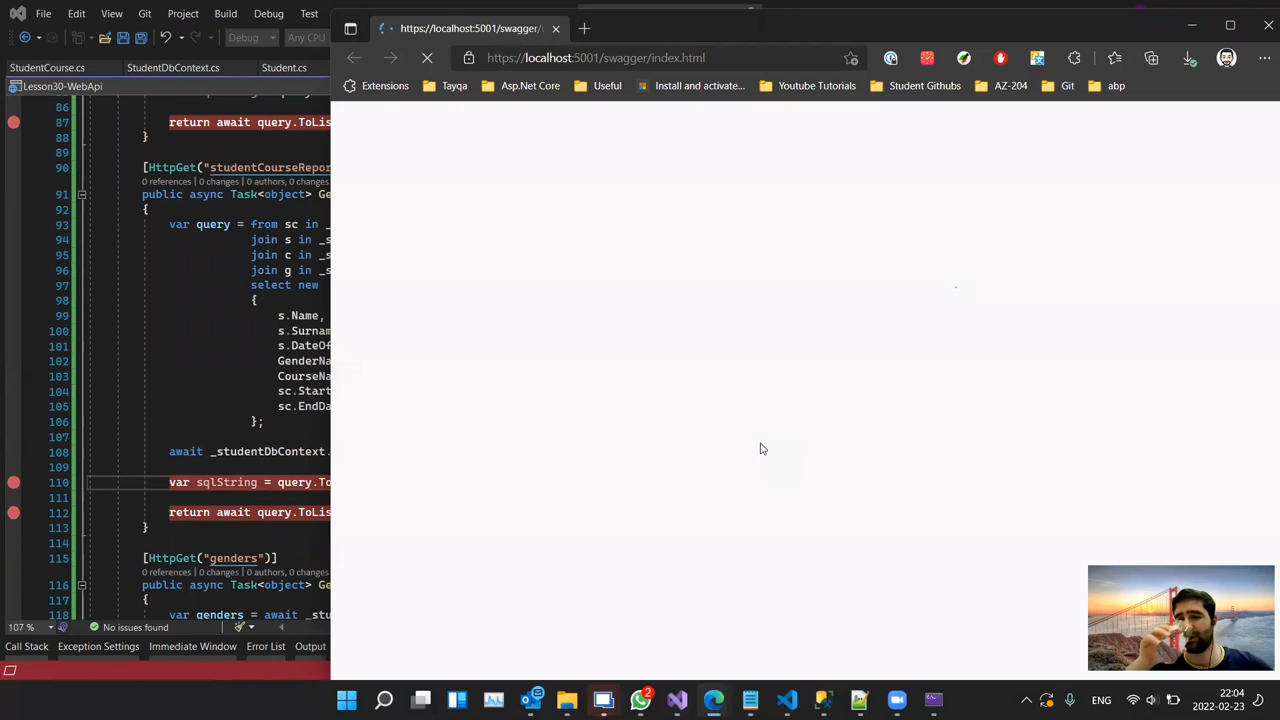 File Edit View Git Project Build Debug Test
https://localhost:5001/swagger/
https://localhost:5001/swagger/index.html
Debug Any CPU
StudentCourse.cs StudentDbContext.cs Student.cs
Extensions Tayqa Asp.Net Core Useful Install and activate... Youtube Tutorials Student Githubs AZ-204 Git abp
Lesson30-WebApi
86
87 return await query.ToLis
88 }
89
90 [HttpGet("studentCourseRepor
0 references | 0 changes | 0 authors, 0 changes
91 public async Task<object> Ge
92 {
93 var query = from sc in _
94 join s in _s
95 join c in _s
96 join g in _s
97 select new
98 {
99 s.Name,
100 s.Surnam
101 s.DateOf
102 GenderNa
103 CourseNa
104 sc.Start
105 sc.EndDa
106 };
107
108 await _studentDbContext.
109
110 var sqlString = query.To
111
112 return await query.ToLis
113 }
114
115 [HttpGet("genders")]
0 references | 0 changes | 0 authors, 0 changes
116 public async Task<object> Ge
117 {
118 var genders = await _stu
107 % No issues found
Call Stack Exception Settings Immediate Window Error List Output
2
ENG
22:04
2022-02-23